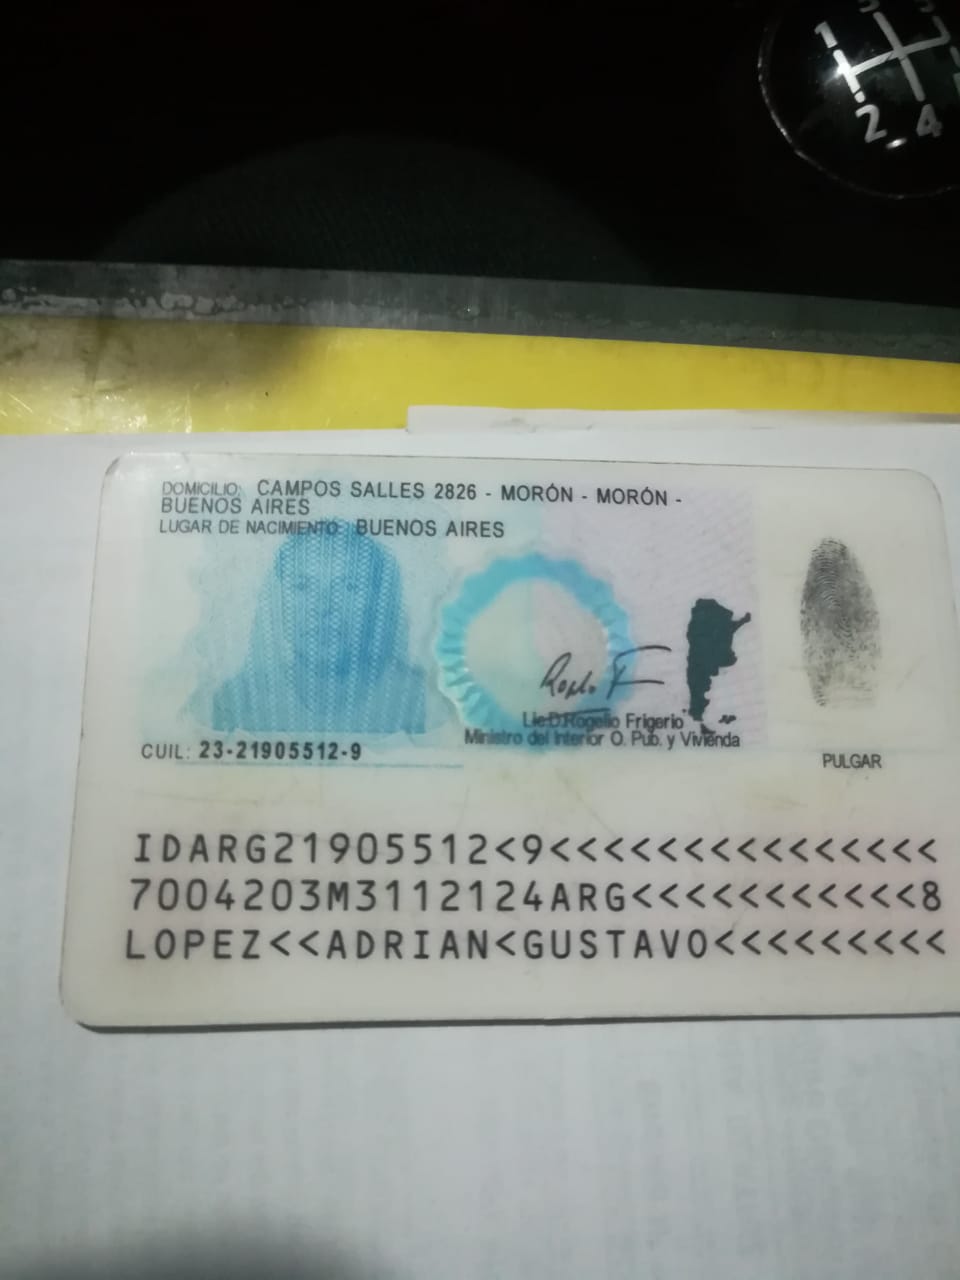 1
2
4
DOMICILIO: CAMPOS SALLES 2826 - MORÓN - MORÓN -
BUENOS AIRES
LUGAR DE NACIMIENTO: BUENOS AIRES
Lic.D.Rogelio Frigerio
Ministro del Interior O. Pub. y Vivienda
CUIL: 23-21905512-9
PULGAR
IDARG21905512<9<<<<<<<<<<<<<<<
7004203M3112124ARG<<<<<<<<<<<8
LOPEZ<<ADRIAN<GUSTAVO<<<<<<<<<